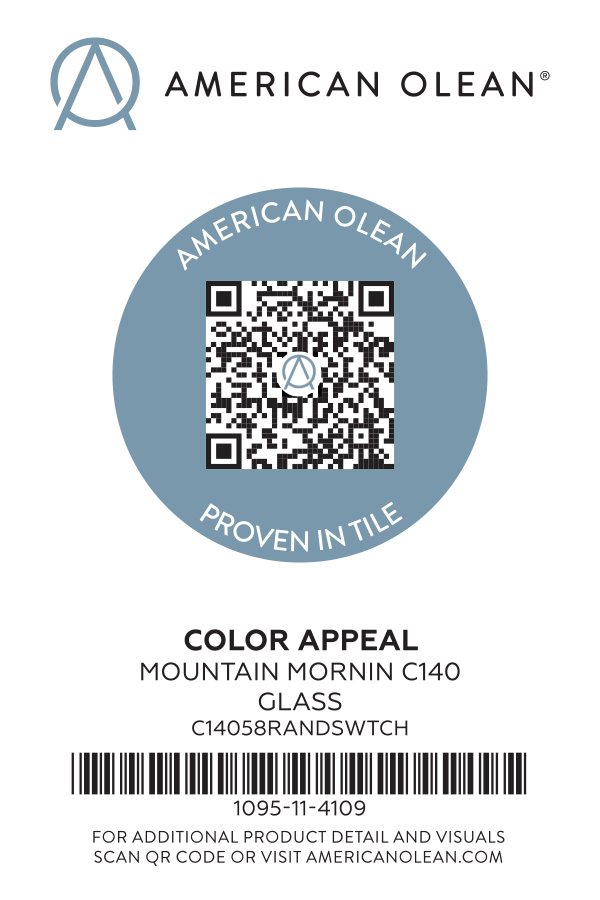 AMERICAN OLEAN®
AMERICAN OLEAN
PROVEN IN TILE
COLOR APPEAL
MOUNTAIN MORNIN C140
GLASS
C14058RANDSWTCH
1095-11-4109
FOR ADDITIONAL PRODUCT DETAIL AND VISUALS
SCAN QR CODE OR VISIT AMERICANOLEAN.COM